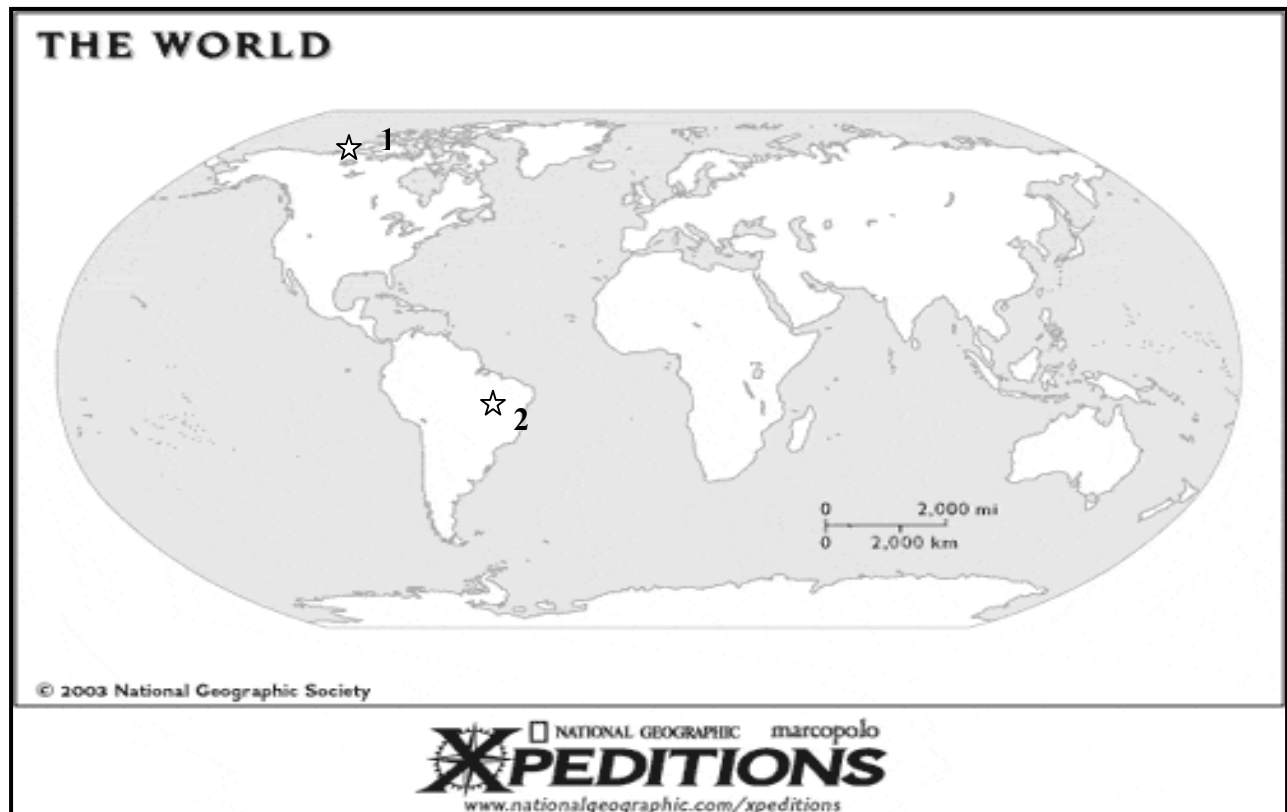 THE WORLD
1
2
0 2,000 mi
0 2,000 km
© 2003 National Geographic Society
NATIONAL GEOGRAPHIC marcopolo
XPEDITIONS
www.nationalgeographic.com/xpeditions